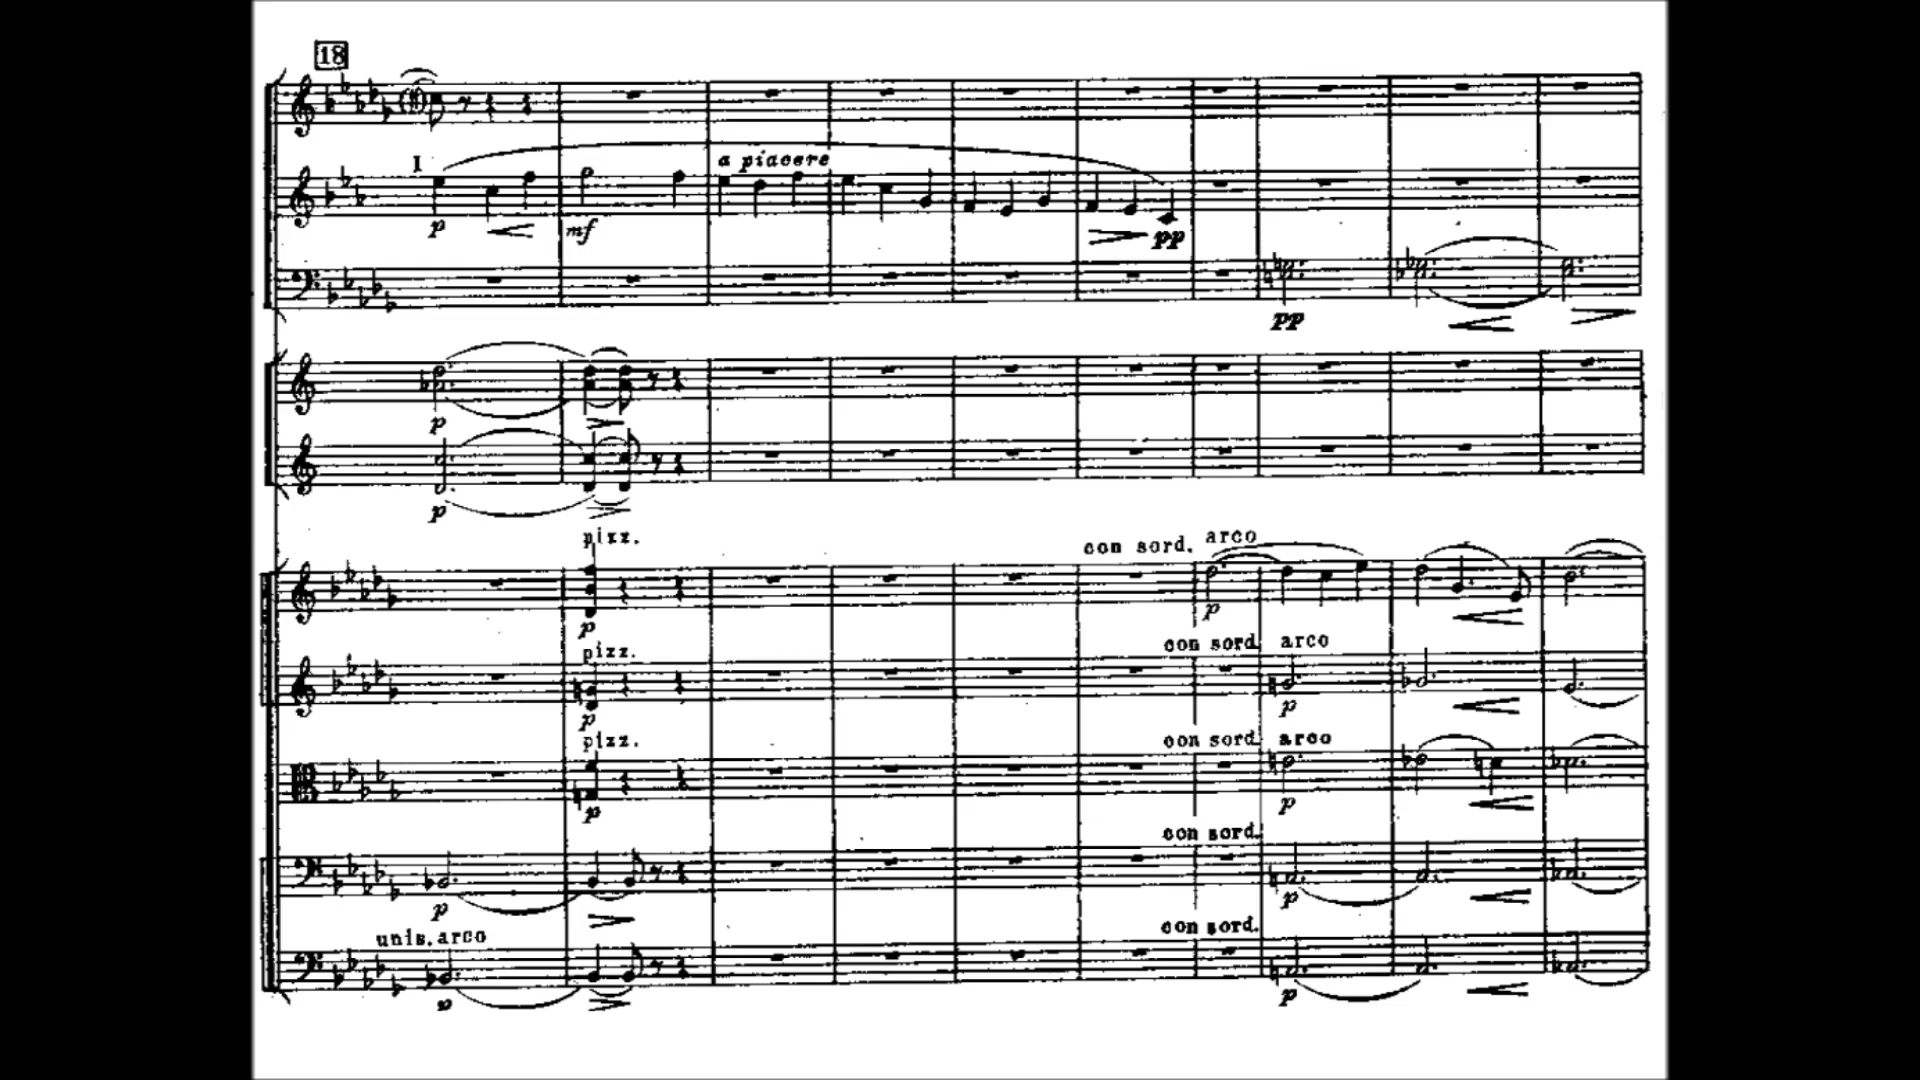 18
I
a piacere
p
mf
pp
pp
p
p
pizz.
con sord. arco
p
p
pizz.
con sord. arco
p
p
pizz.
con sord. arco
p
p
con sord.
p
p
unis. arco
con sord.
p
p